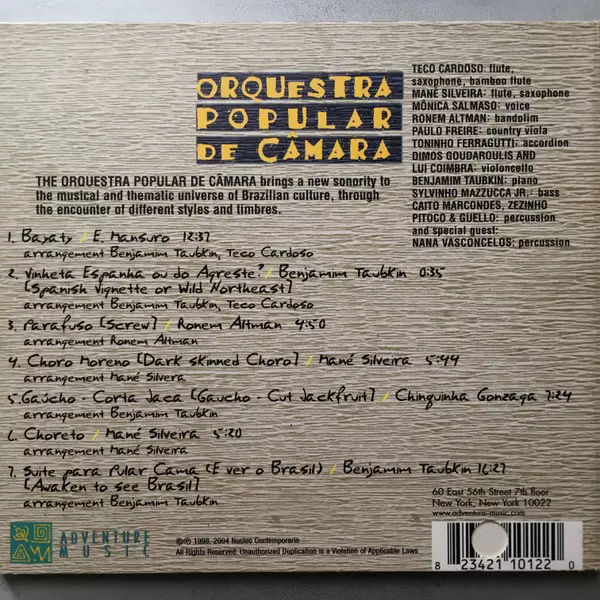 ORQUESTRA
POPULAR
DE CÂMARA
TECO CARDOSO: flute,
saxophone, bamboo flute
MANÉ SILVEIRA: flute, saxophone
MÔNICA SALMASO: voice
RONEM ALTMAN: bandolim
PAULO FREIRE: country viola
TONINHO FERRAGUTTI: accordion
DIMOS GOUDAROULIS AND
LUI COIMBRA: violoncello
BENJAMIM TAUBKIN: piano
SYLVINHO MAZZUCCA JR.: bass
CAITO MARCONDES, ZEZINHO
PITOCO & GUELLO: percussion
and special guest:
NANA VASCONCELOS: percussion
THE ORQUESTRA POPULAR DE CÂMARA brings a new sonority to
the musical and thematic universe of Brazilian culture, through
the encounter of different styles and timbres.
1. Bayaty / E. Mansuro 12:37
arrangement Benjamim Taubkin, Teco Cardoso
2. Vinheta Espanha ou do Agreste? / Benjamim Taubkin 0:35
[Spanish Vignette or Wild Northeast]
arrangement Benjamim Taubkin, Teco Cardoso
3. Parafuso [Screw] / Ronem Altman 4:50
arrangement Ronem Altman
4. Choro Moreno [Dark skinned Choro] / Mané Silveira 5:44
arrangement Mané Silvera
5. Gaúcho - Corta Jaca [Gaucho - Cut Jackfruit] / Chinguinha Gonzaga 7:24
arrangement Benjamim Taubkin
6. Choreto / Mané Silveira 5:20
arrangement Mané Silveira
7. Suite para Pular Cama (E ver o Brasil) / Benjamim Taubkin 16:27
[Awaken to see Brasil]
arrangement Benjamim Taubkin
60 East 56th Street 7th floor
New York, New York 10022
www.adventure-music.com
ADVENTURE
MUSIC
©℗ 1998, 2004 Nucleo Contemporario
All Rights Reserved. Unauthorized Duplication is a Violation of Applicable Laws.
8 23421 10122 0